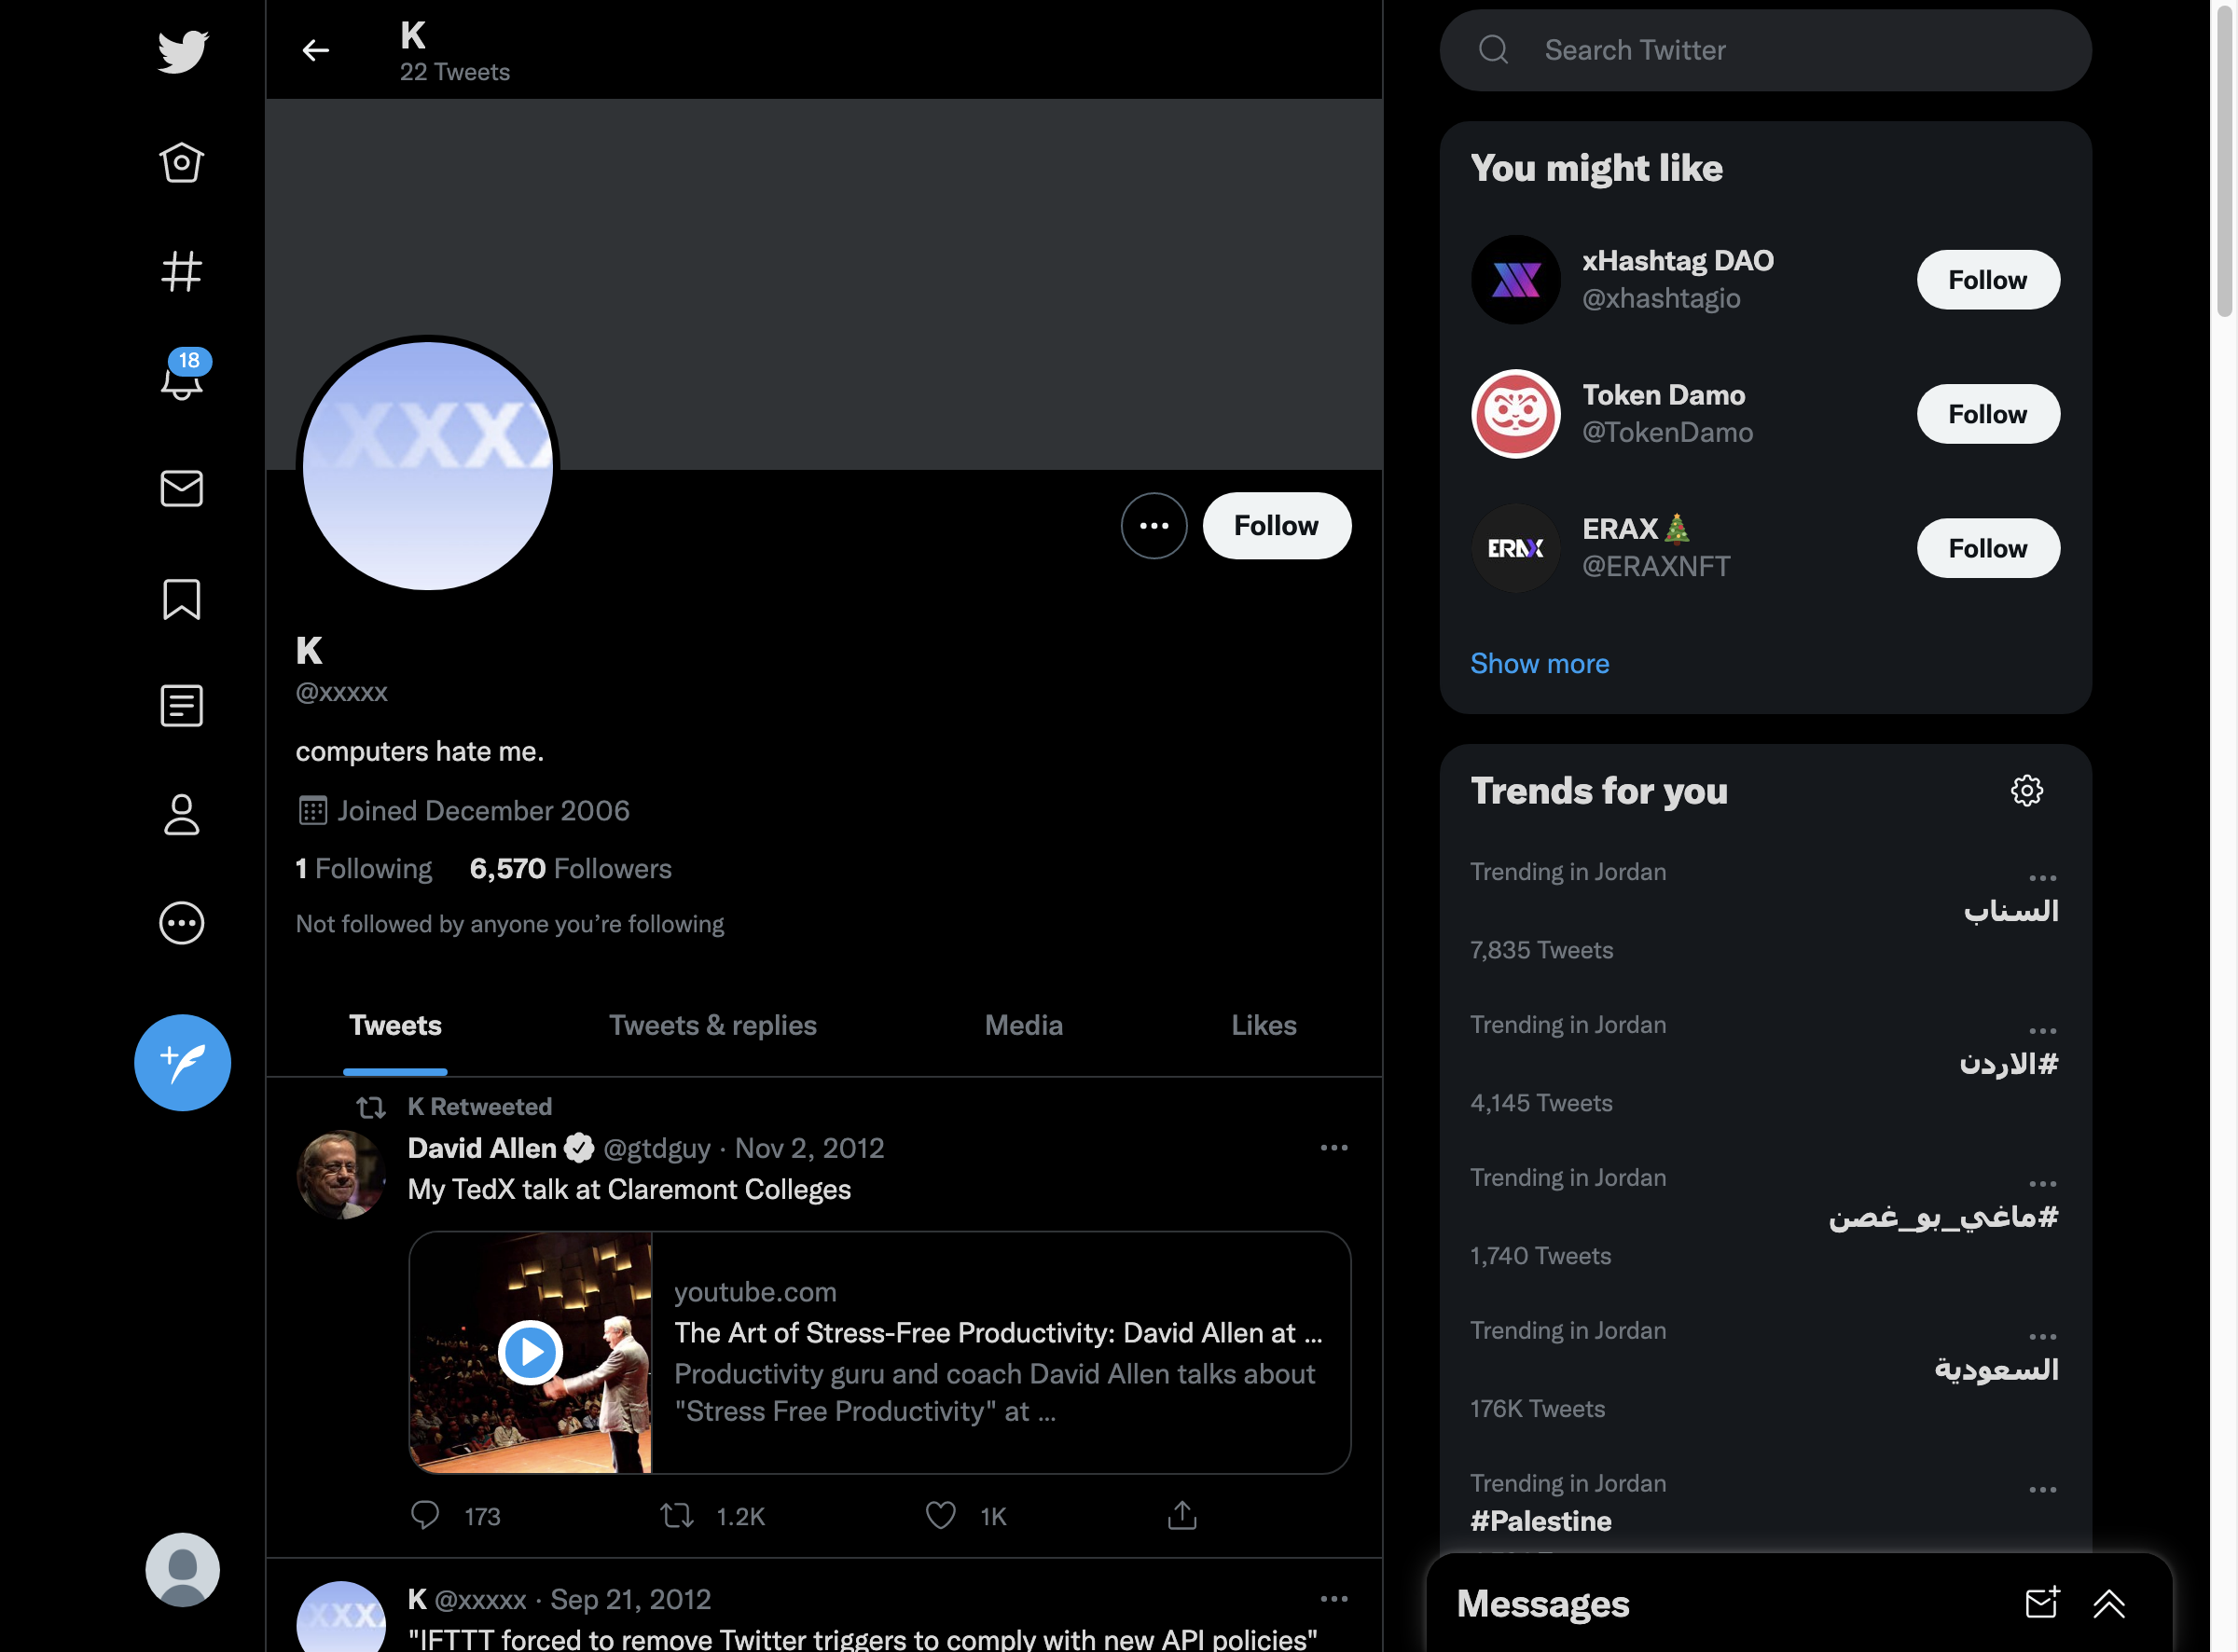 K
22 Tweets
Search Twitter
You might like
xHashtag DAO
@xhashtagio
Follow
Token Damo
@TokenDamo
Follow
ERAX🎄
@ERAXNFT
Follow
ERAX
Show more
18
XXXX
Follow
K
@xxxxx
computers hate me.
Joined December 2006
1 Following 6,570 Followers
Not followed by anyone you’re following
Tweets Tweets & replies Media Likes
K Retweeted
David Allen @gtdguy · Nov 2, 2012
My TedX talk at Claremont Colleges
youtube.com
The Art of Stress-Free Productivity: David Allen at ...
Productivity guru and coach David Allen talks about
"Stress Free Productivity" at ...
173 1.2K 1K
K @xxxxx · Sep 21, 2012
XXX
"IFTTT forced to remove Twitter triggers to comply with new API policies"
Trends for you
Trending in Jordan
السناب
7,835 Tweets
Trending in Jordan
#الاردن
4,145 Tweets
Trending in Jordan
#ماغي_بو_غصن
1,740 Tweets
Trending in Jordan
السعودية
176K Tweets
Trending in Jordan
#Palestine
Messages